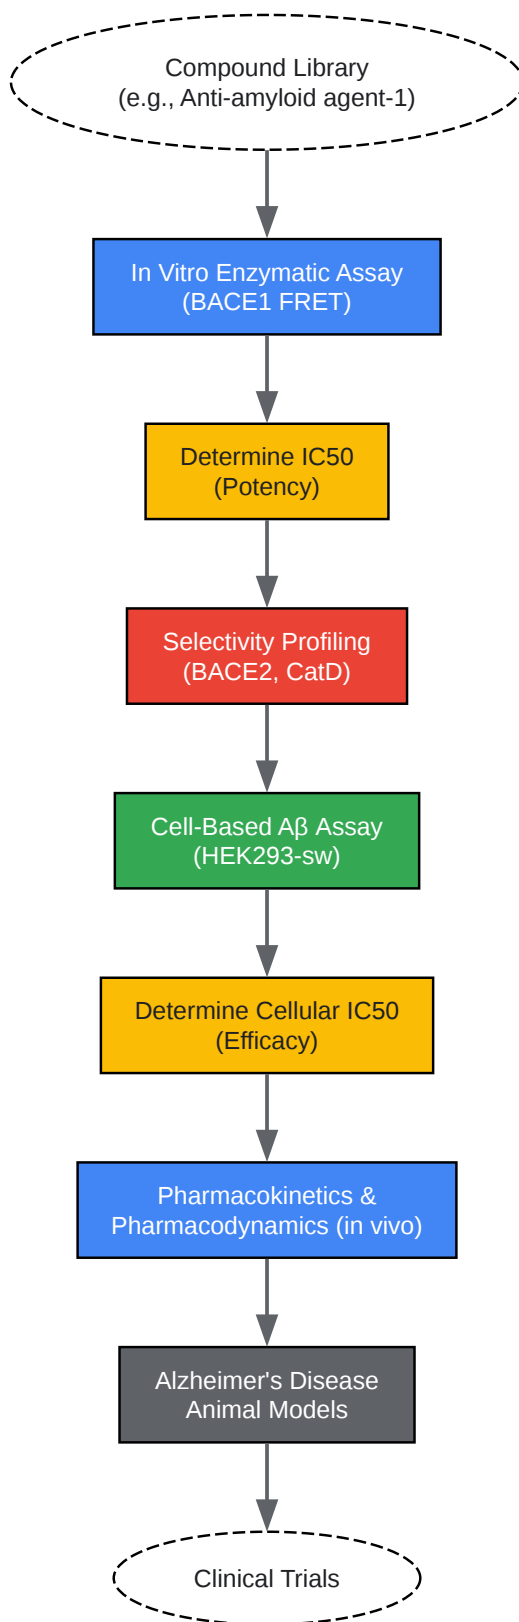 Compound Library
(e.g., Anti-amyloid agent-1)
In Vitro Enzymatic Assay
(BACE1 FRET)
Determine IC50
(Potency)
Selectivity Profiling
(BACE2, CatD)
Cell-Based Aβ Assay
(HEK293-sw)
Determine Cellular IC50
(Efficacy)
Pharmacokinetics &
Pharmacodynamics (in vivo)
Alzheimer's Disease
Animal Models
Clinical Trials